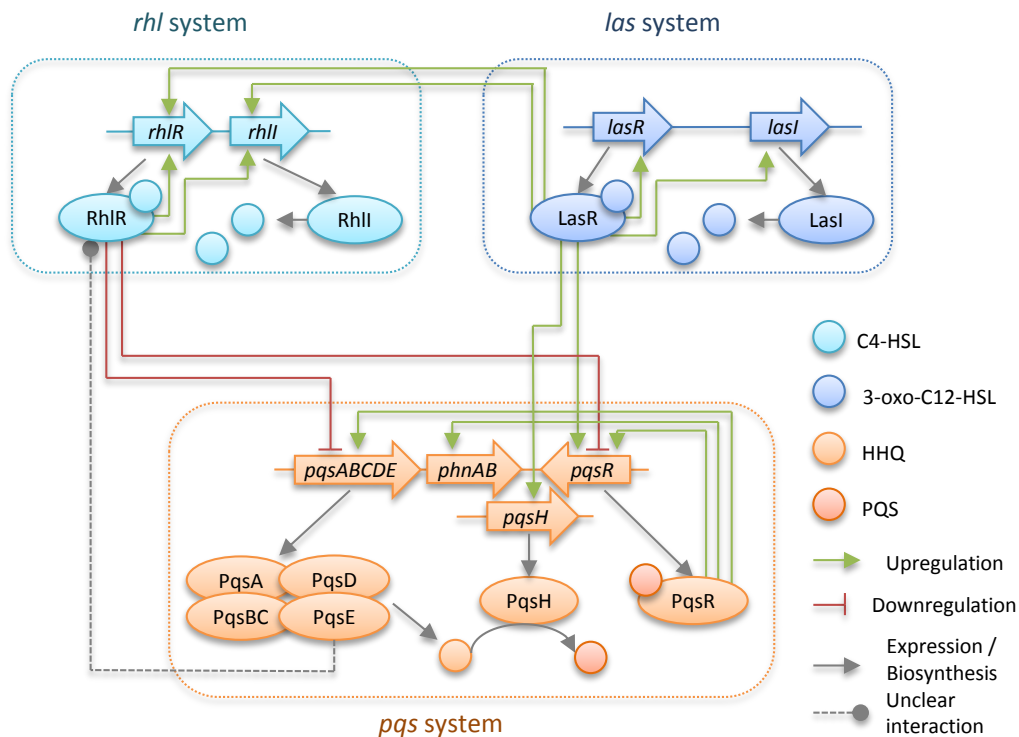 rhl system
las system
rhlR
rhlI
lasR
lasI
RhlR
RhlI
LasR
LasI
C4-HSL
3-oxo-C12-HSL
HHQ
PQS
Upregulation
Downregulation
Expression /
Biosynthesis
Unclear
interaction
pqsABCDE
phnAB
pqsR
pqsH
PqsA
PqsD
PqsBC
PqsE
PqsH
PqsR
pqs system